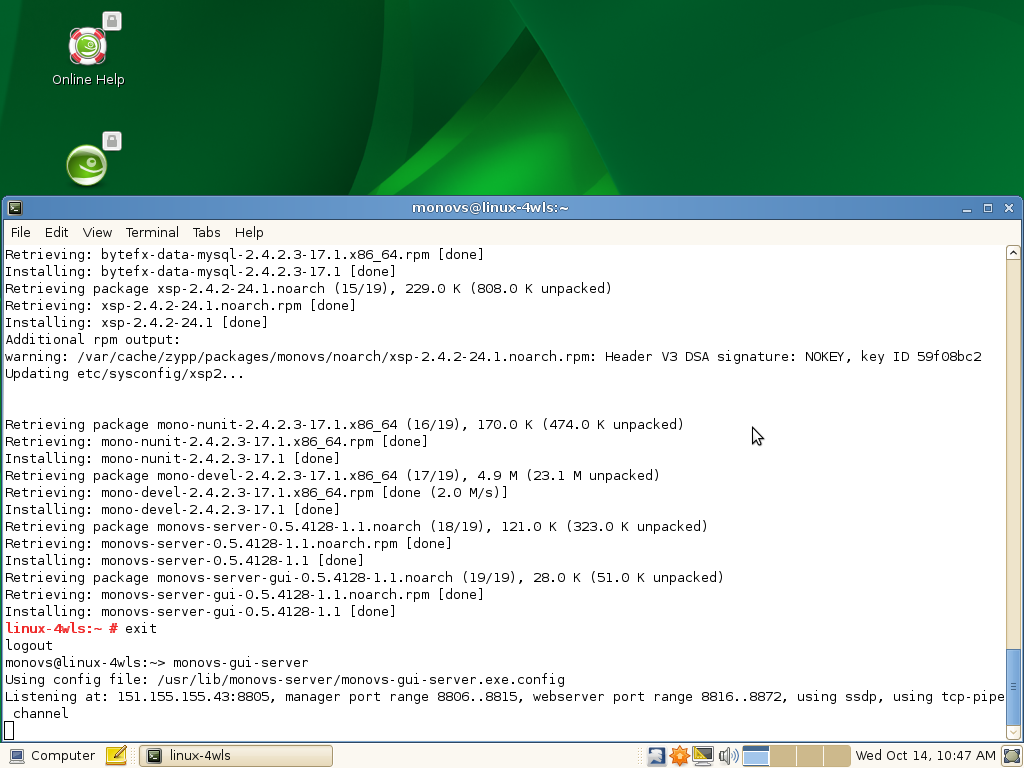 Online Help
monovs@linux-4wls:~
File Edit View Terminal Tabs Help
Retrieving: bytefx-data-mysql-2.4.2.3-17.1.x86_64.rpm [done]
Installing: bytefx-data-mysql-2.4.2.3-17.1 [done]
Retrieving package xsp-2.4.2-24.1.noarch (15/19), 229.0 K (808.0 K unpacked)
Retrieving: xsp-2.4.2-24.1.noarch.rpm [done]
Installing: xsp-2.4.2-24.1 [done]
Additional rpm output:
warning: /var/cache/zypp/packages/monovs/noarch/xsp-2.4.2-24.1.noarch.rpm: Header V3 DSA signature: NOKEY, key ID 59f08bc2
Updating etc/sysconfig/xsp2...
Retrieving package mono-nunit-2.4.2.3-17.1.x86_64 (16/19), 170.0 K (474.0 K unpacked)
Retrieving: mono-nunit-2.4.2.3-17.1.x86_64.rpm [done]
Installing: mono-nunit-2.4.2.3-17.1 [done]
Retrieving package mono-devel-2.4.2.3-17.1.x86_64 (17/19), 4.9 M (23.1 M unpacked)
Retrieving: mono-devel-2.4.2.3-17.1.x86_64.rpm [done (2.0 M/s)]
Installing: mono-devel-2.4.2.3-17.1 [done]
Retrieving package monovs-server-0.5.4128-1.1.noarch (18/19), 121.0 K (323.0 K unpacked)
Retrieving: monovs-server-0.5.4128-1.1.noarch.rpm [done]
Installing: monovs-server-0.5.4128-1.1 [done]
Retrieving package monovs-server-gui-0.5.4128-1.1.noarch (19/19), 28.0 K (51.0 K unpacked)
Retrieving: monovs-server-gui-0.5.4128-1.1.noarch.rpm [done]
Installing: monovs-server-gui-0.5.4128-1.1 [done]
linux-4wls:~ # exit
logout
monovs@linux-4wls:~> monovs-gui-server
Using config file: /usr/lib/monovs-server/monovs-gui-server.exe.config
Listening at: 151.155.155.43:8805, manager port range 8806..8815, webserver port range 8816..8872, using ssdp, using tcp-pipe
channel
Computer linux-4wls Wed Oct 14, 10:47 AM